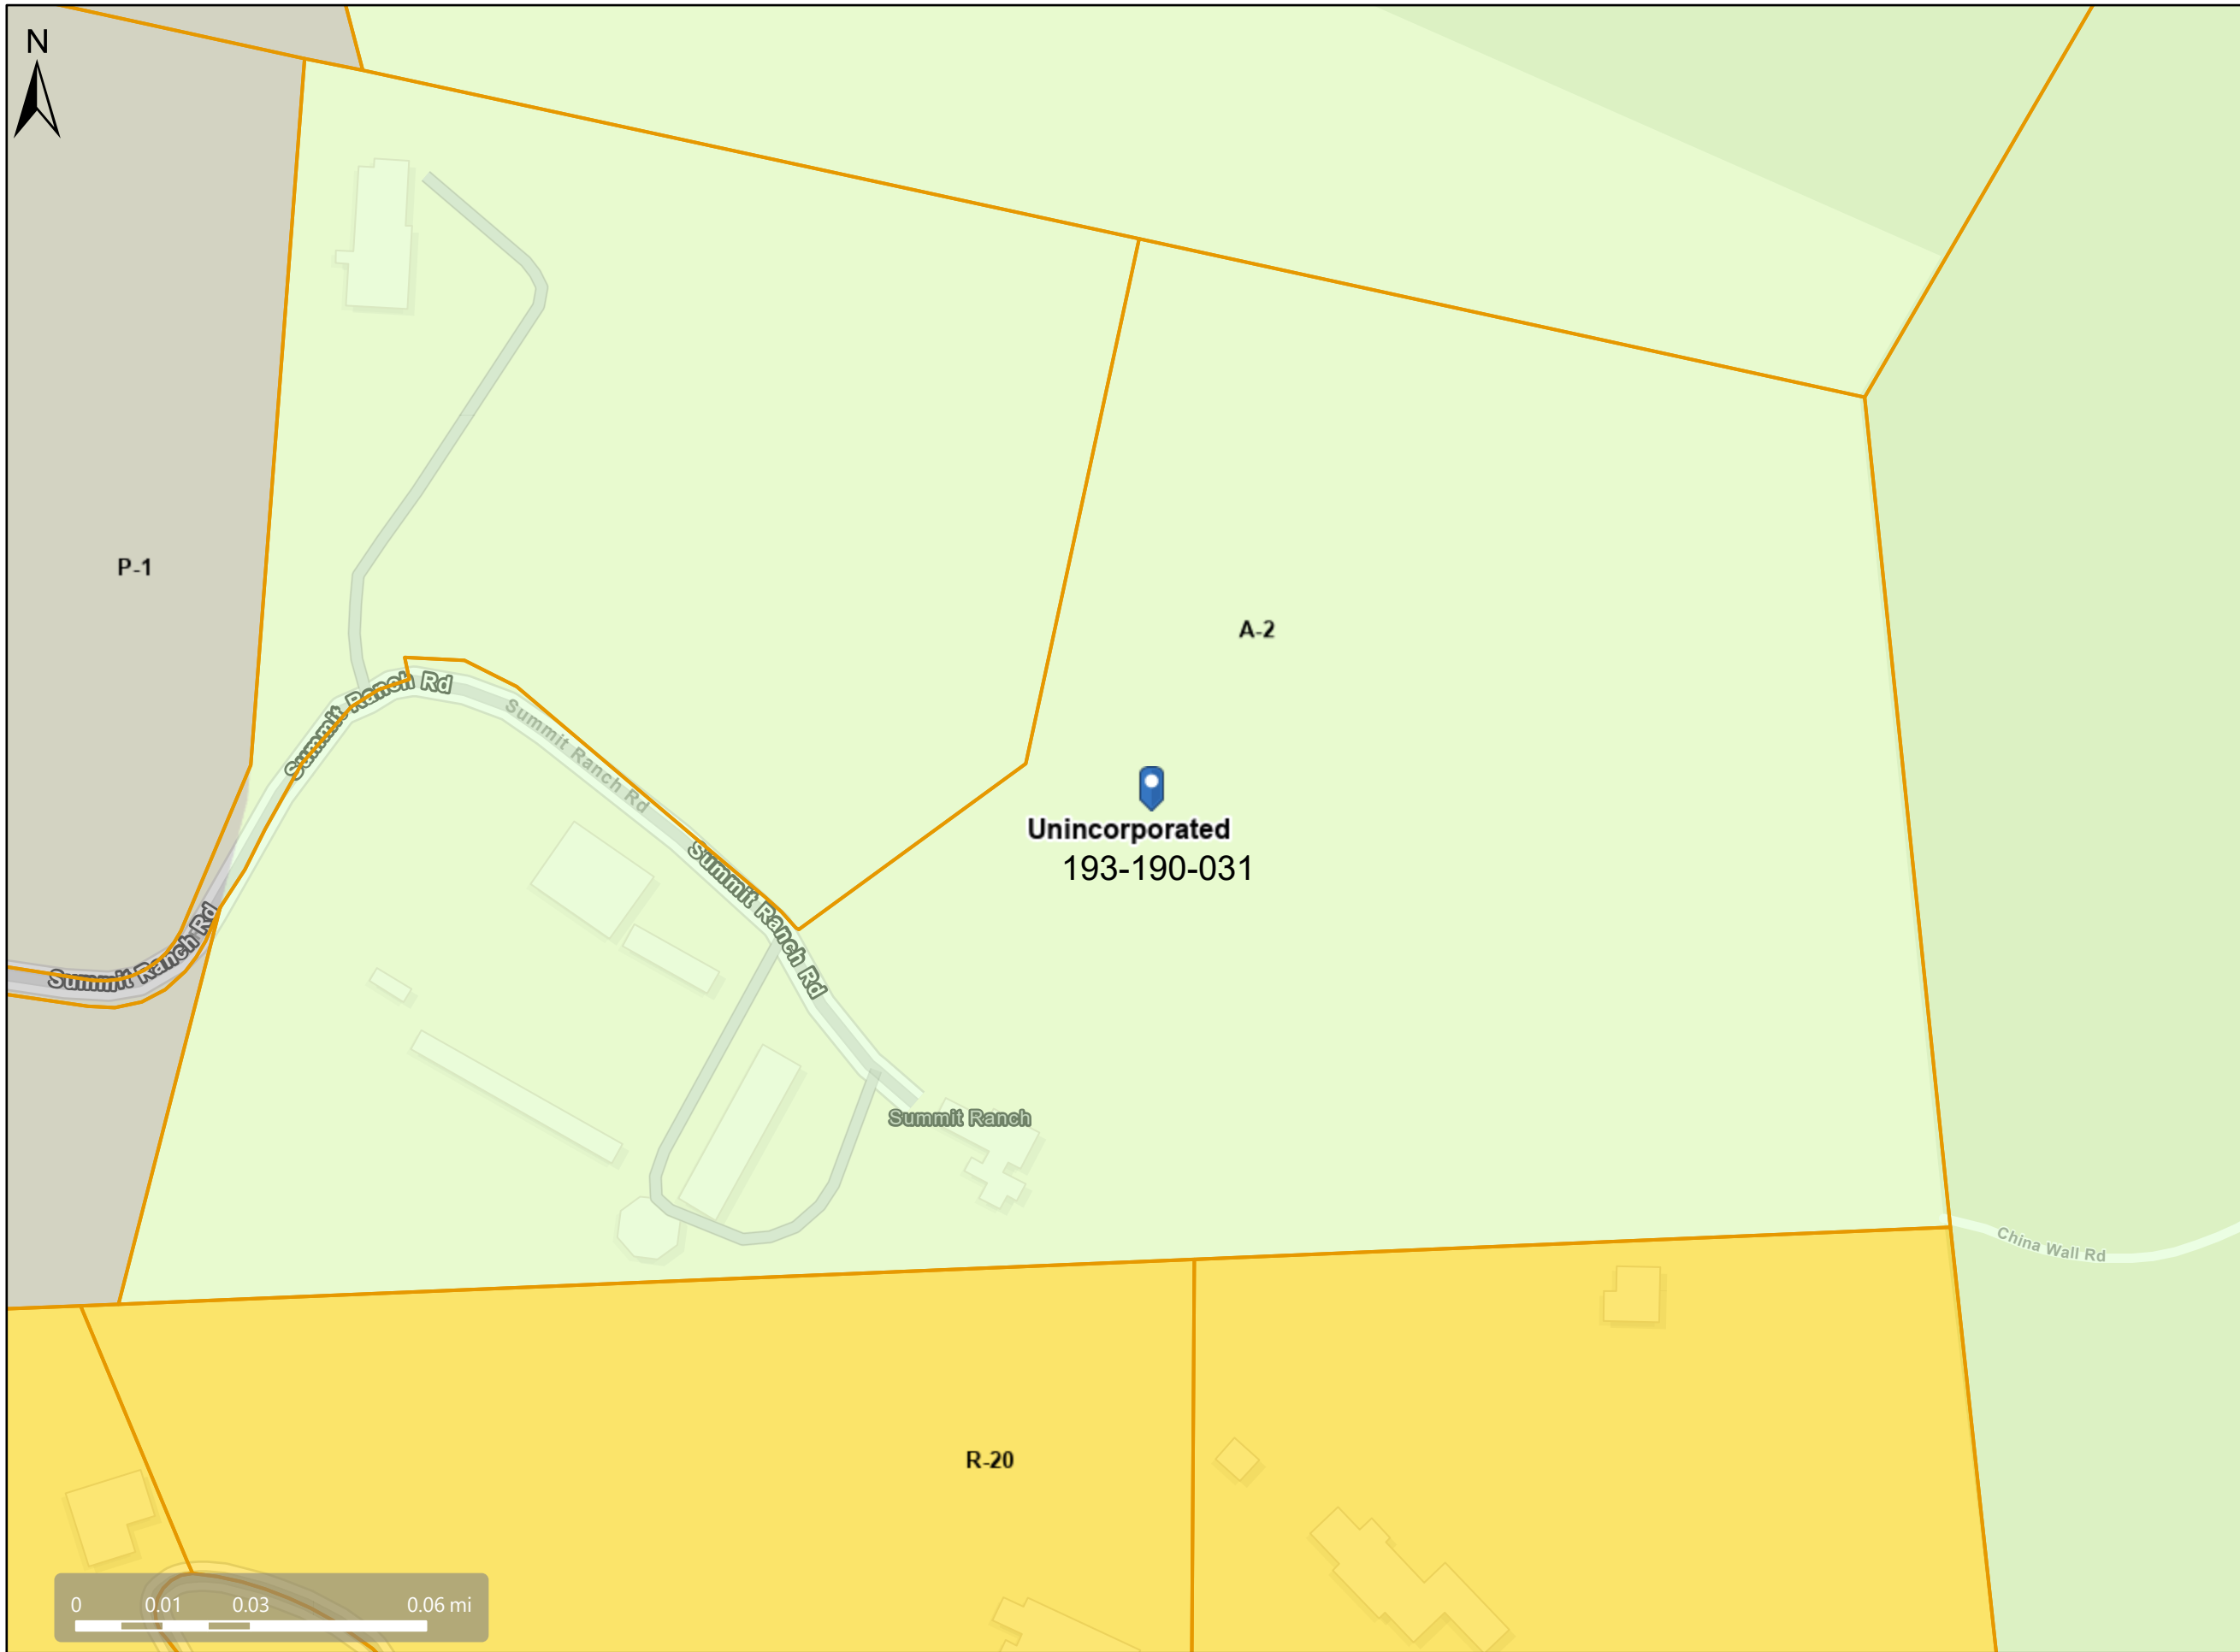 N
P-1
A-2
Summit Ranch Rd
Summit Ranch Rd
Unincorporated
193-190-031
Summit Ranch Rd
Summit Ranch Rd
Summit Ranch
China Wall Rd
R-20
0 0.01 0.03 0.06 mi